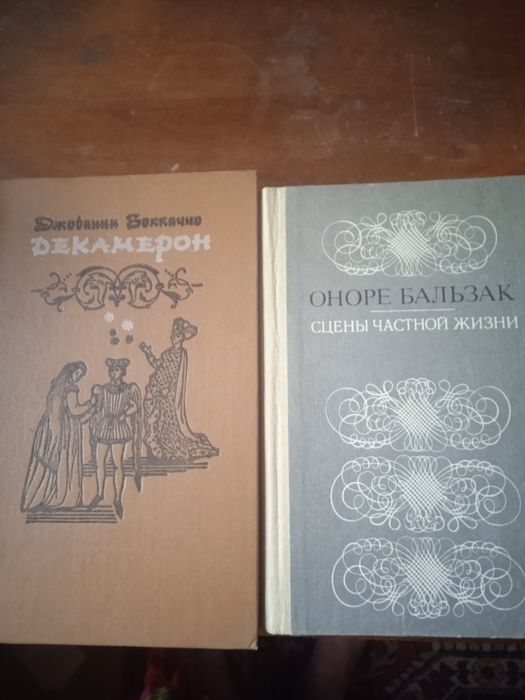 Джованни Боккаччо
ДЕКАМЕРОН
ОНОРЕ БАЛЬЗАК
СЦЕНЫ ЧАСТНОЙ ЖИЗНИ